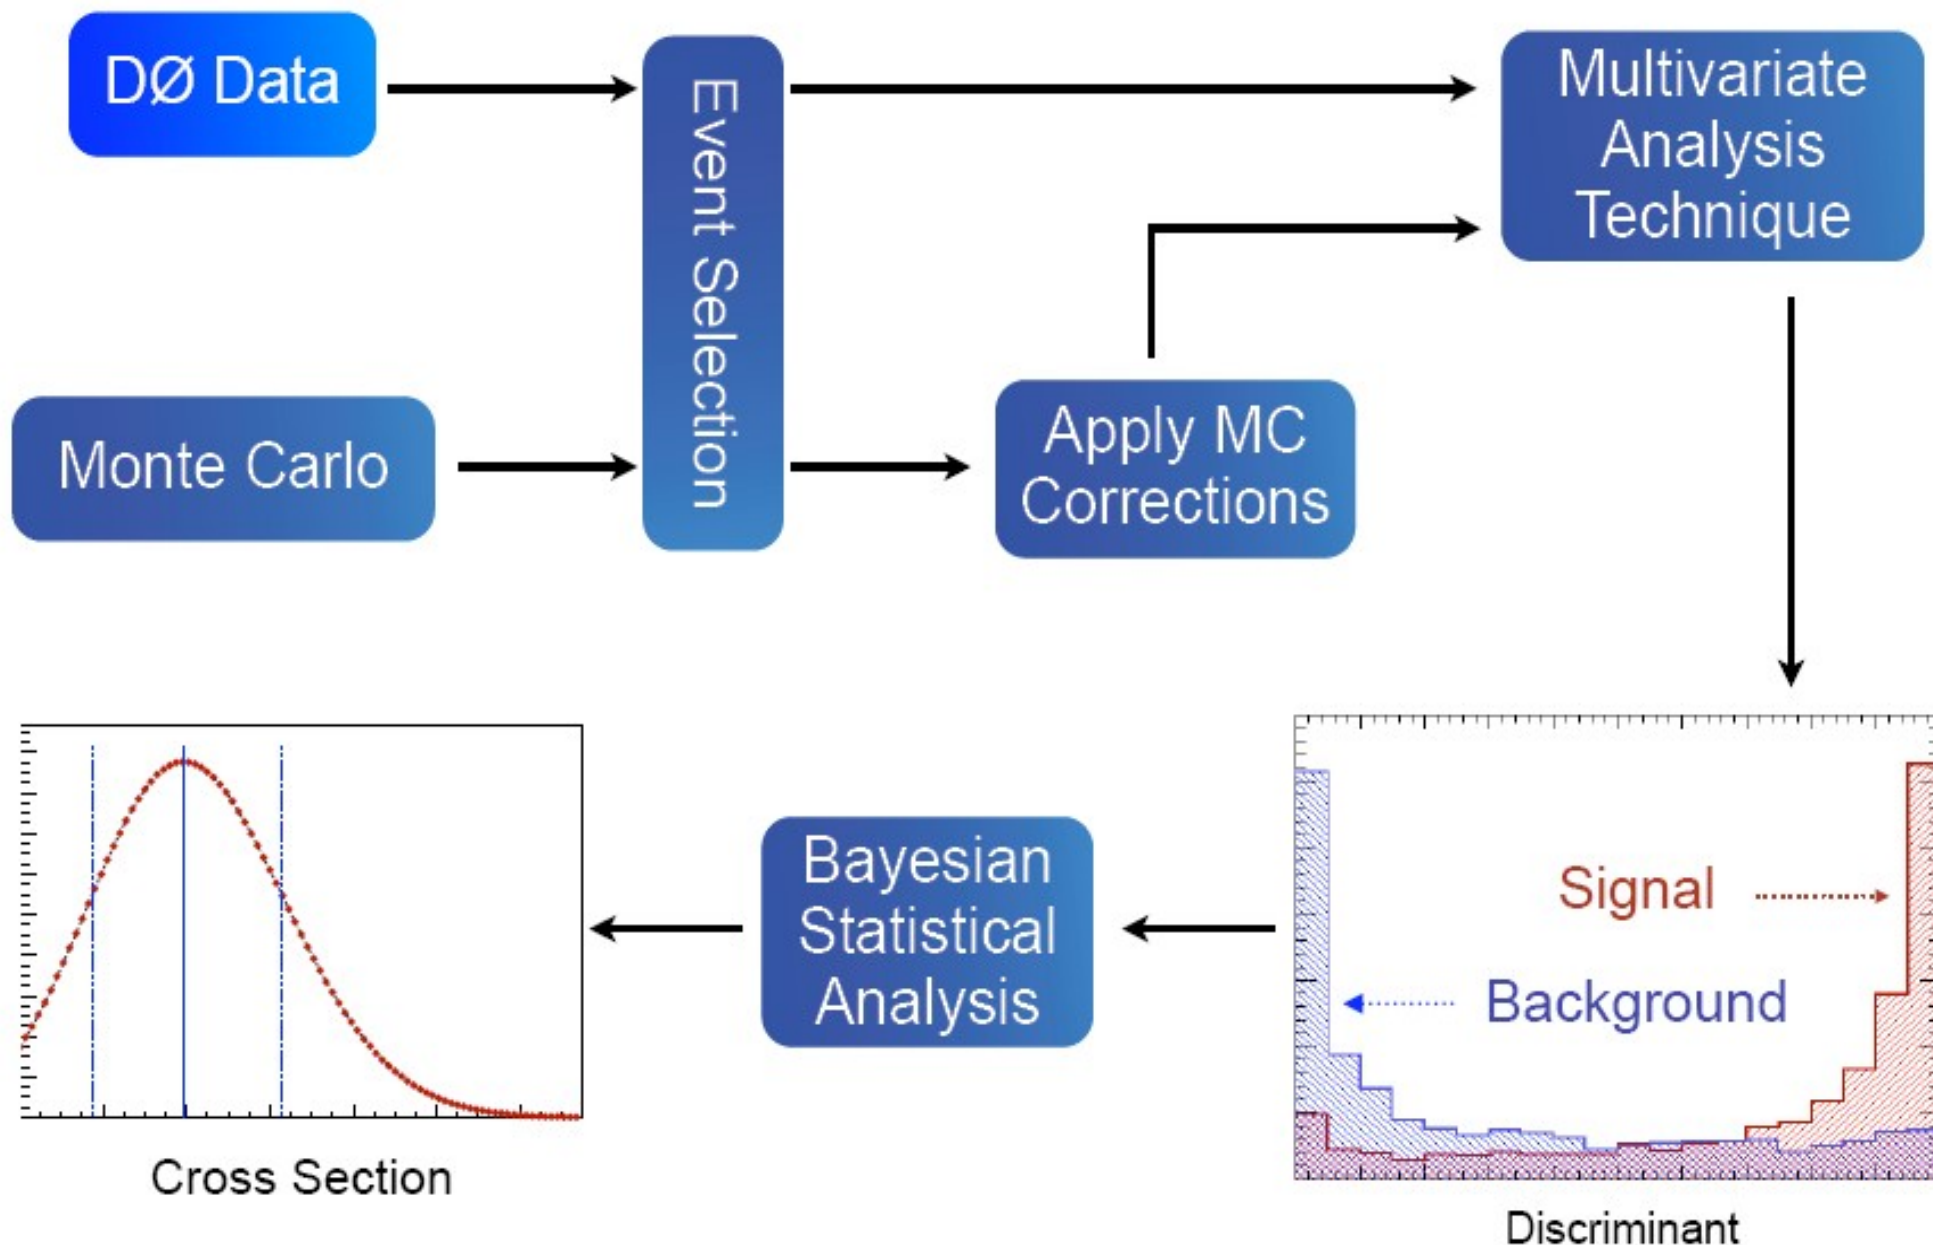 DØ Data
Event Selection
Multivariate
Analysis
Technique
Monte Carlo
Apply MC
Corrections
Bayesian
Statistical
Analysis
Signal
Background
Cross Section
Discriminant